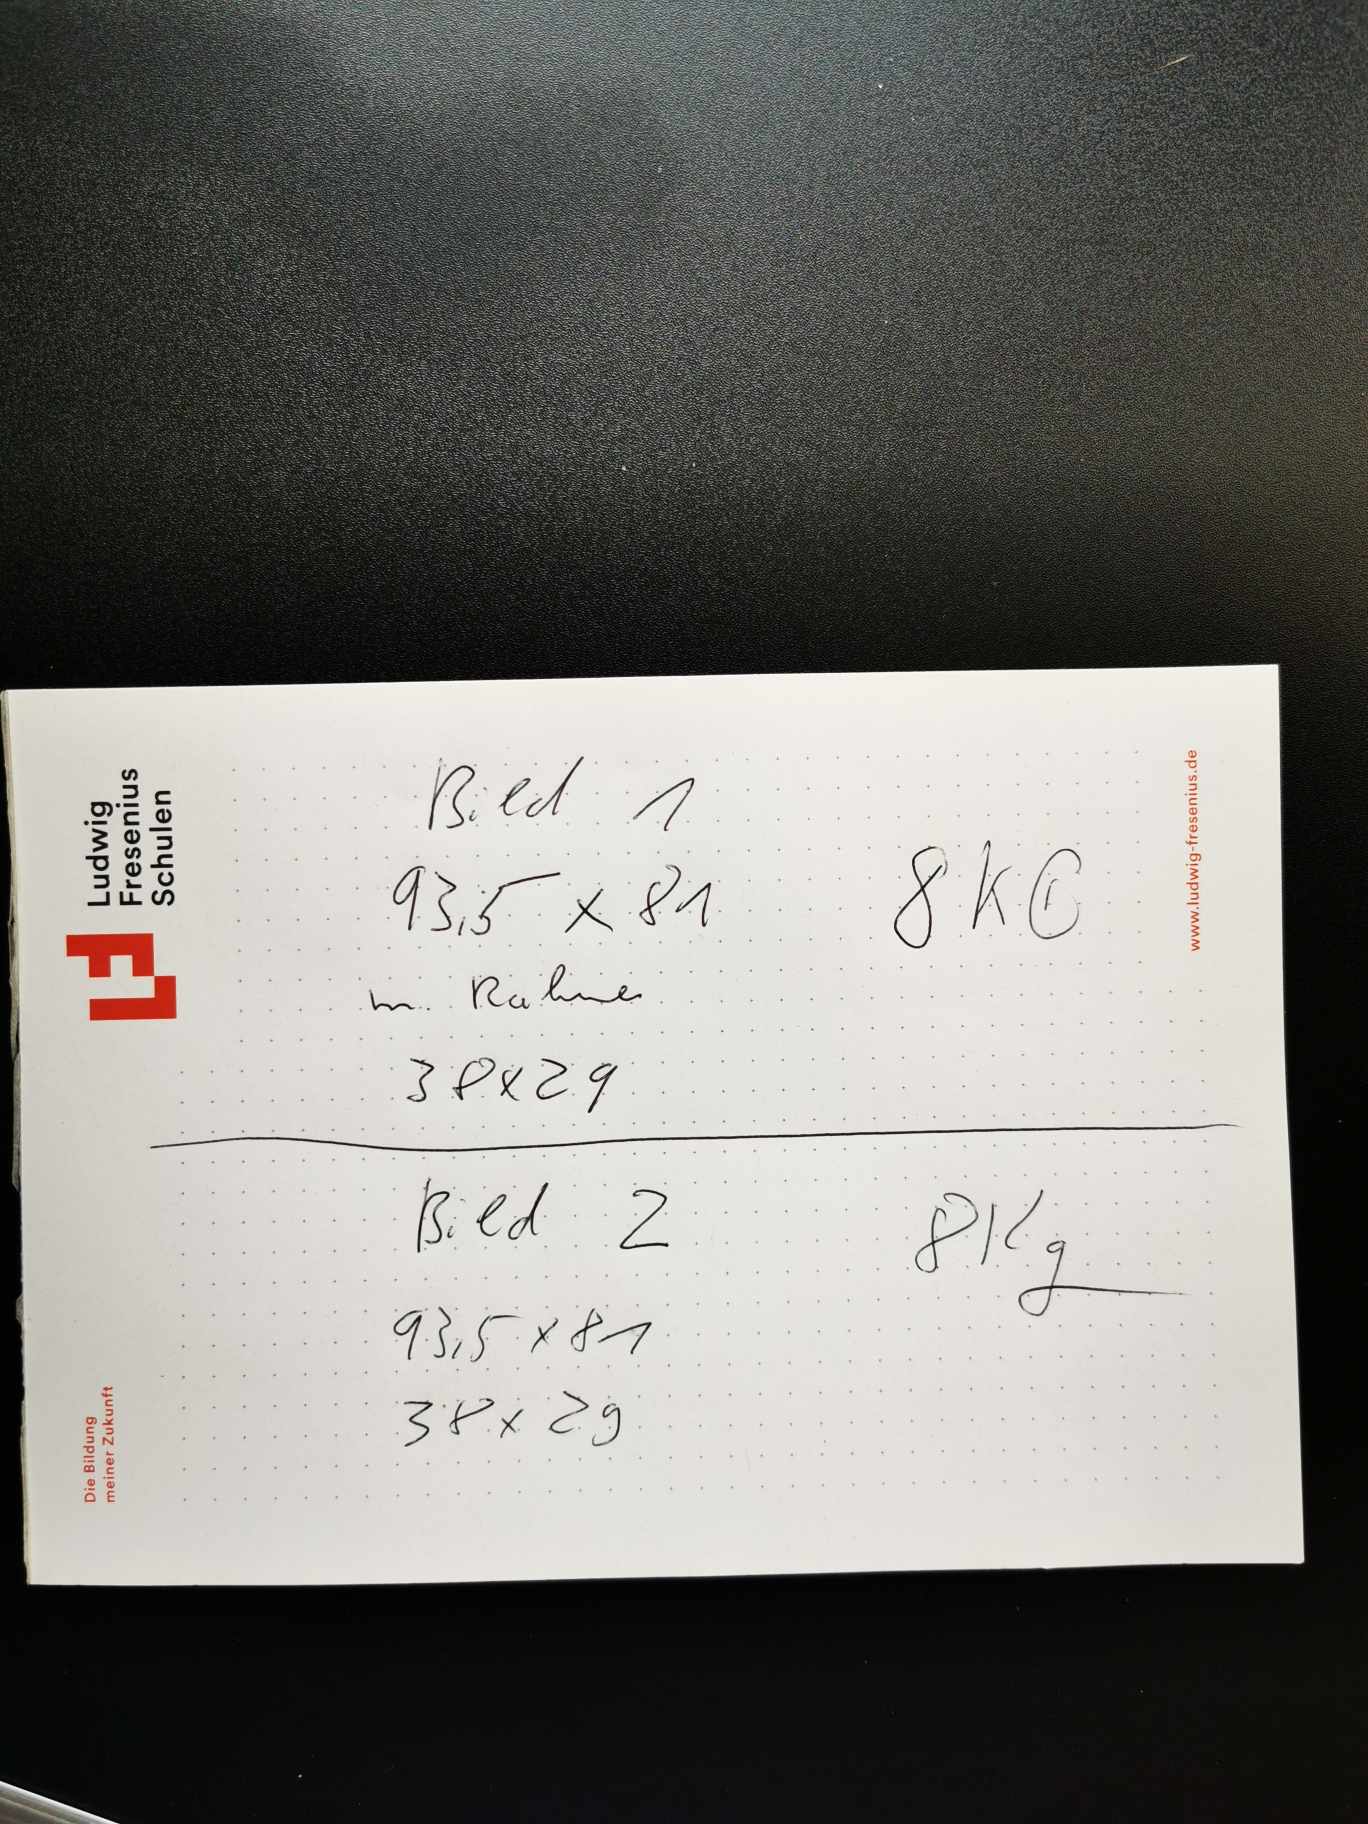 Bild 1
93,5 x 81
8 KG
m. Rahmen
38x29
Bild 2
8Kg
93,5 x 81
38 x 29
Ludwig
Fresenius
Schulen
Die Bildung
meiner Zukunft
www.ludwig-fresenius.de